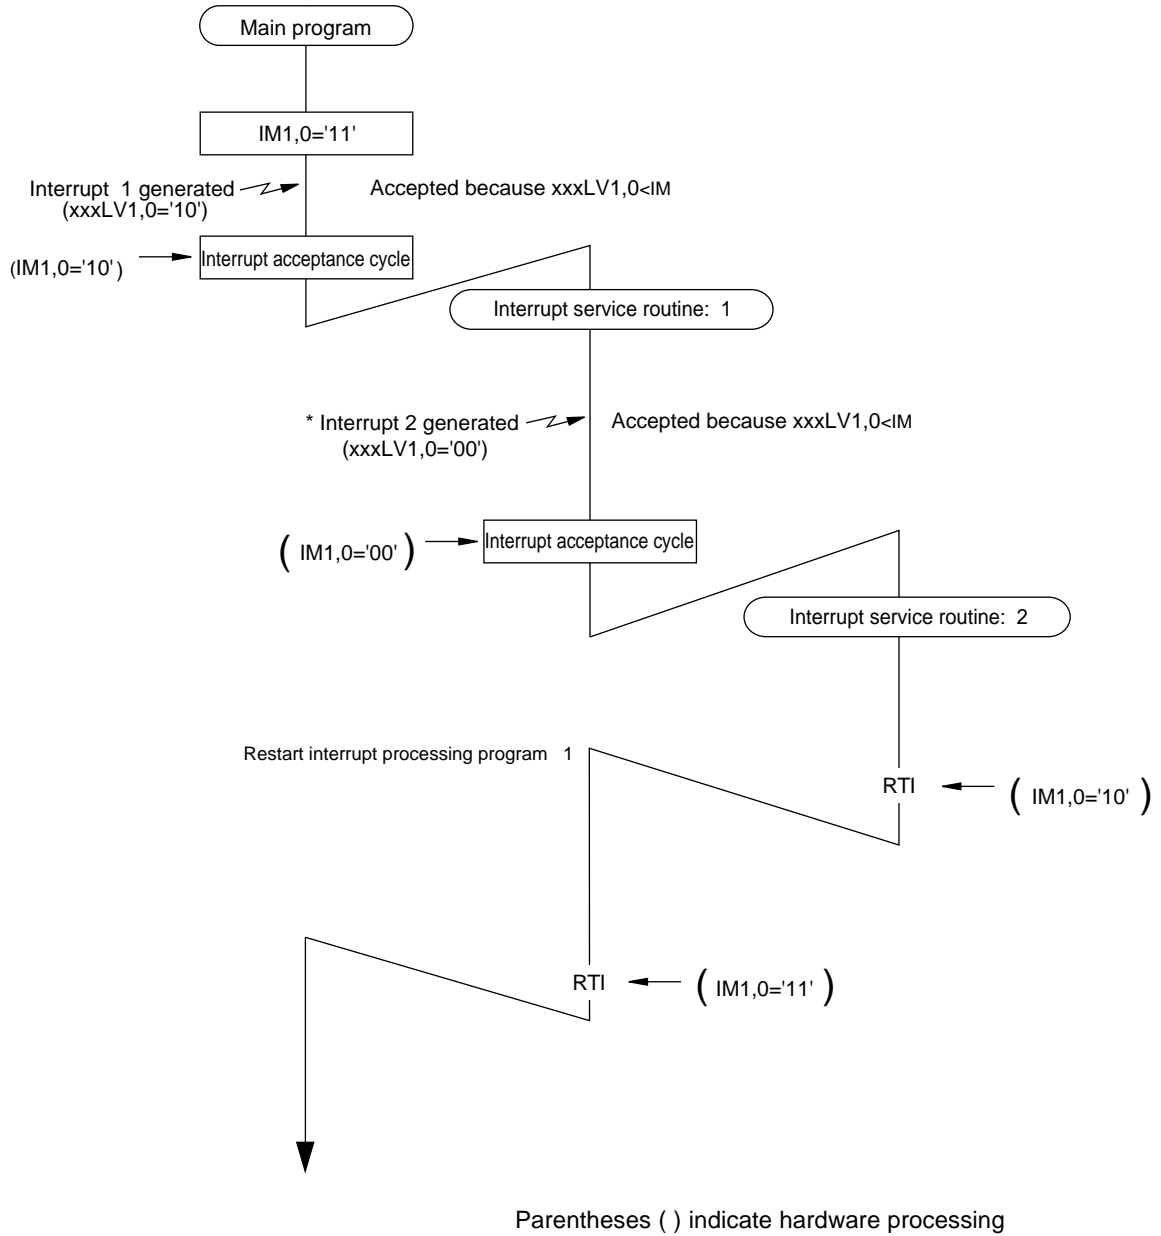 Main program
IM1,0='11'
Interrupt 1 generated
(xxxLV1,0='10')
Accepted because xxxLV1,0<IM
(IM1,0='10')
Interrupt acceptance cycle
Interrupt service routine: 1
* Interrupt 2 generated
(xxxLV1,0='00')
Accepted because xxxLV1,0<IM
( IM1,0='00' )
Interrupt acceptance cycle
Interrupt service routine: 2
Restart interrupt processing program 1
RTI
( IM1,0='10' )
RTI
( IM1,0='11' )
Parentheses ( ) indicate hardware processing